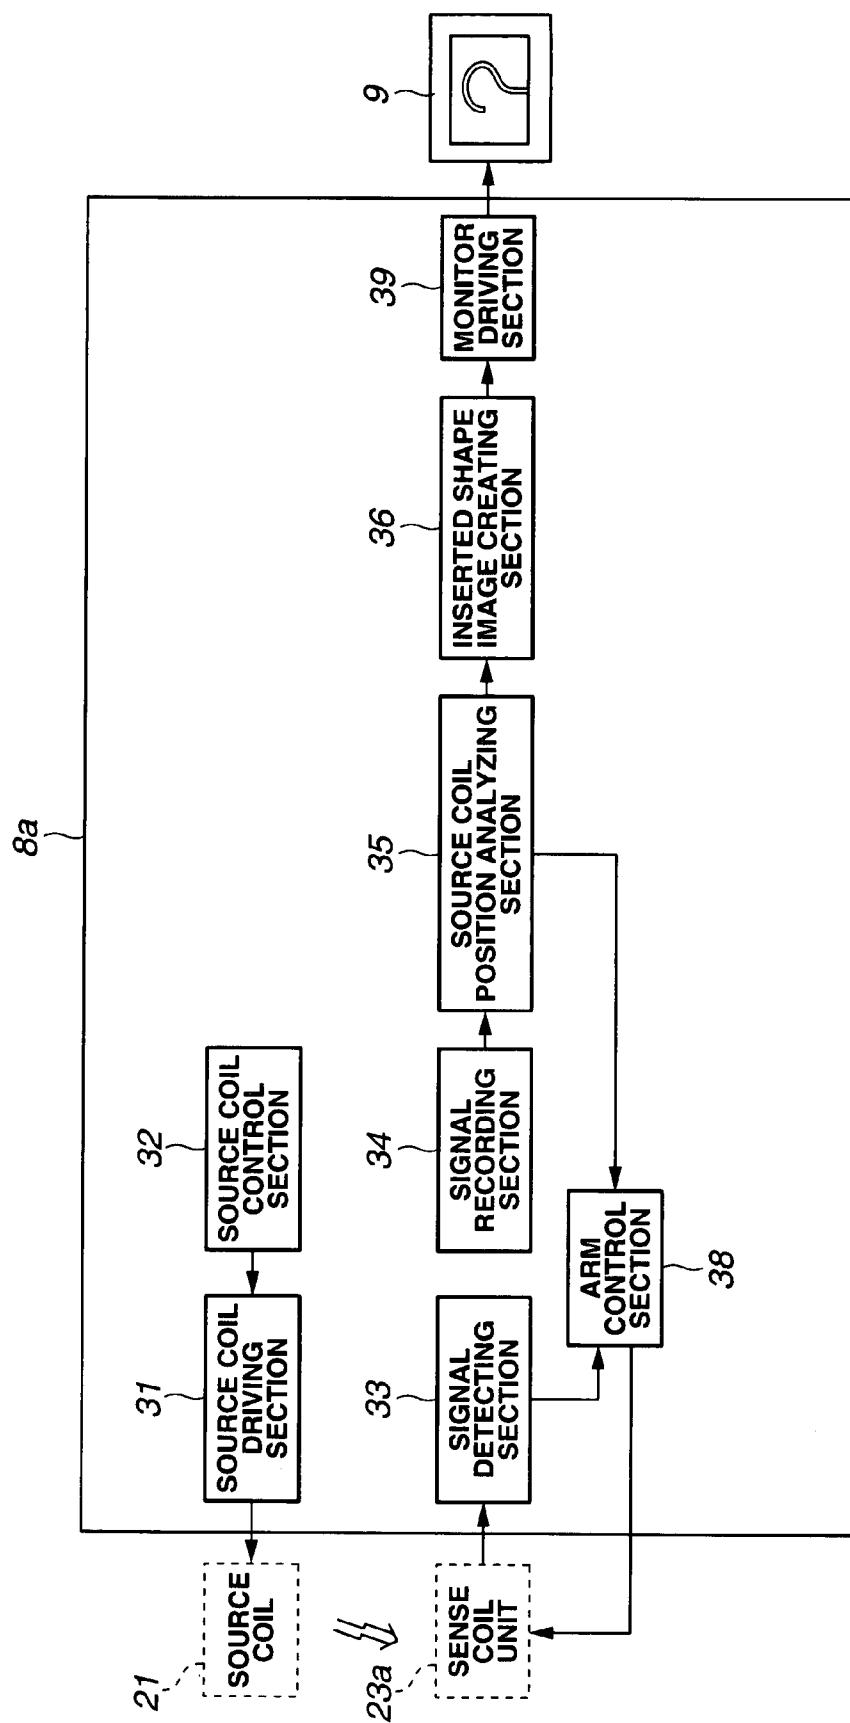 8a
21
SOURCE
COIL
31
SOURCE COIL
DRIVING
SECTION
32
SOURCE COIL
CONTROL
SECTION
23a
SENSE
COIL
UNIT
33
SIGNAL
DETECTING
SECTION
34
SIGNAL
RECORDING
SECTION
35
SOURCE COIL
POSITION ANALYZING
SECTION
36
INSERTED SHAPE
IMAGE CREATING
SECTION
39
MONITOR
DRIVING
SECTION
9
ARM
CONTROL
SECTION
38